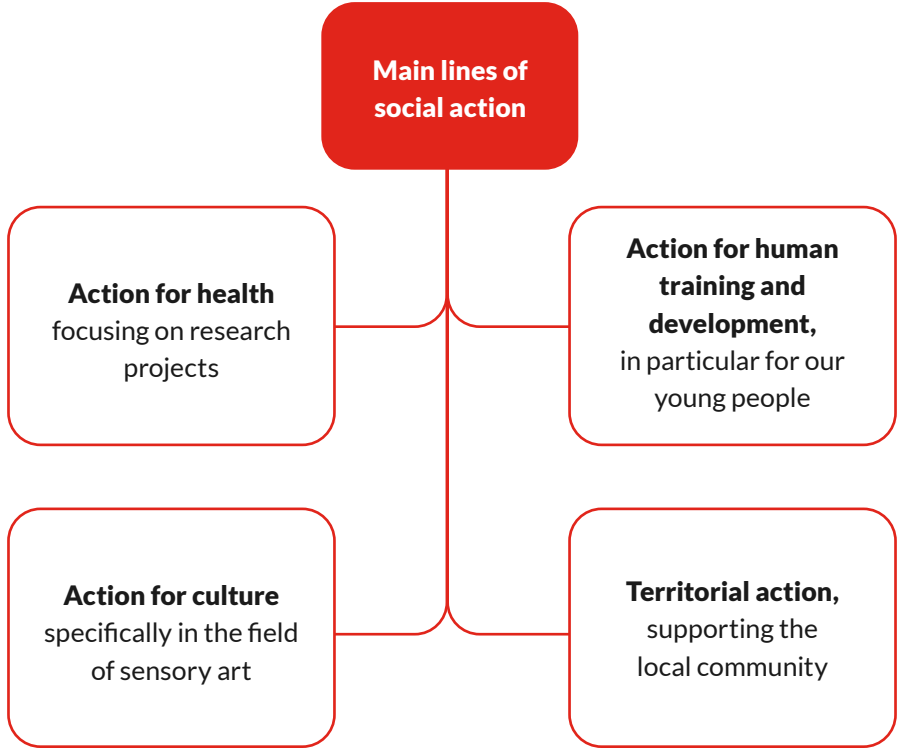 Main lines of
social action
Action for health
focusing on research
projects
Action for human
training and
development,
in particular for our
young people
Action for culture
specifically in the field
of sensory art
Territorial action,
supporting the
local community